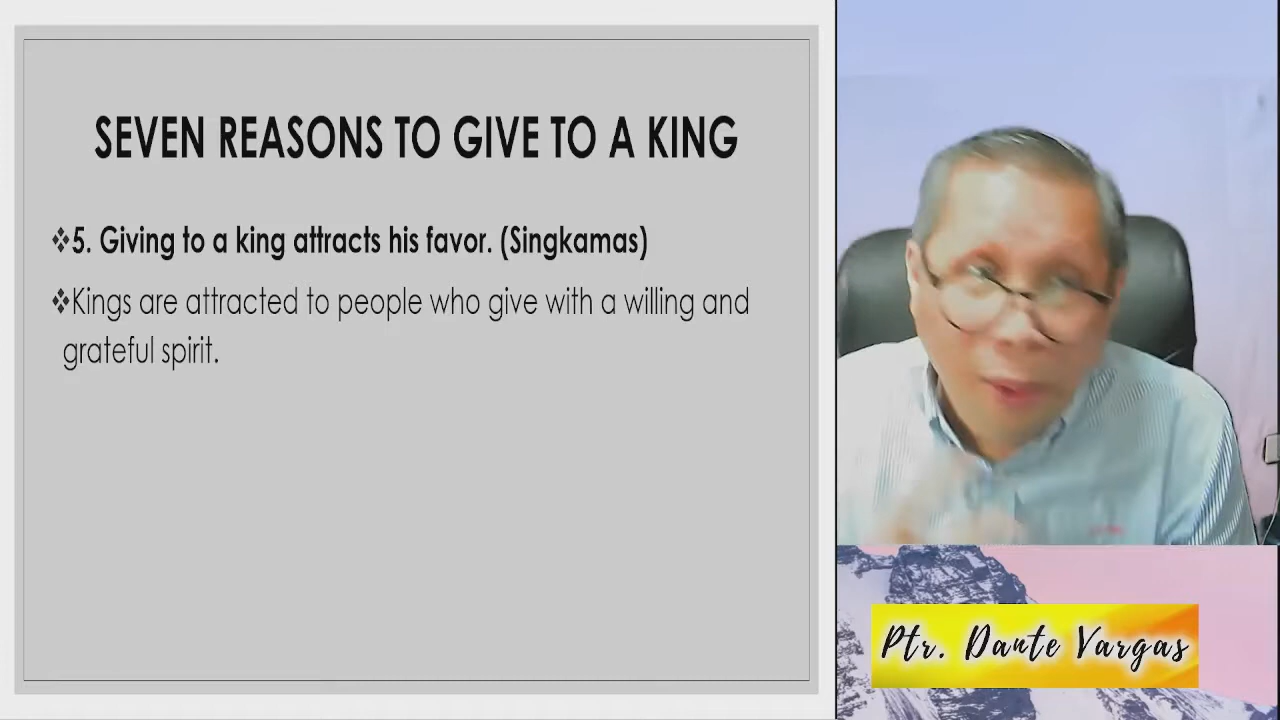 SEVEN REASONS TO GIVE TO A KING
❖5. Giving to a king attracts his favor. (Singkamas)
❖Kings are attracted to people who give with a willing and
grateful spirit.
Ptr. Dante Vargas